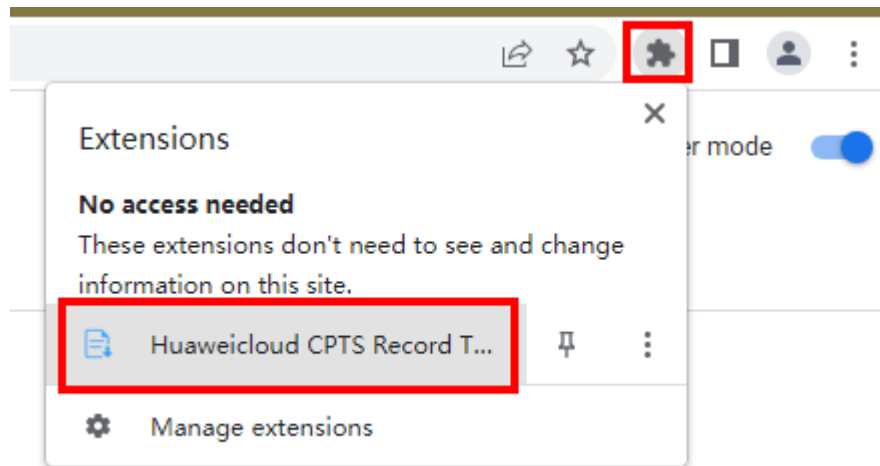 Extensions
er mode
No access needed
These extensions don't need to see and change
information on this site.
Huaweicloud CPTS Record T...
Manage extensions